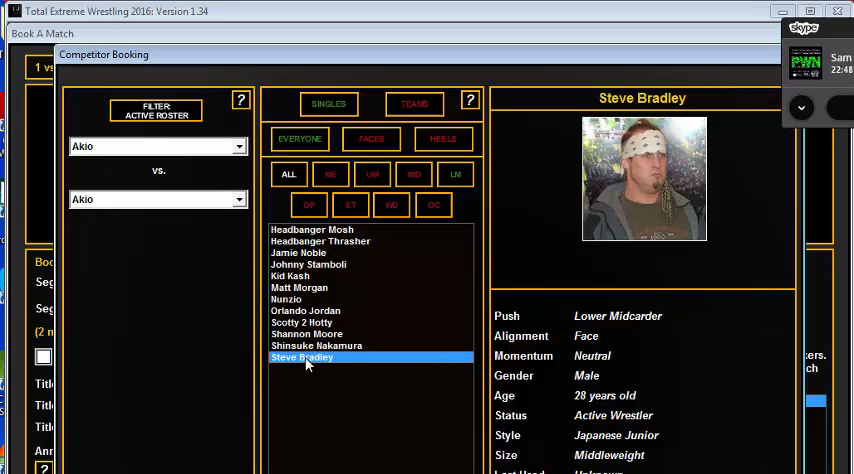 Total Extreme Wrestling 2016: Version 1.34
Book A Match
Competitor Booking
skype
PWN
Sam
22:48
1 vs
FILTER:
ACTIVE ROSTER
?
Akio
vs.
Akio
SINGLES
TEAMS
?
EVERYONE
FACES
HEELS
ALL
ME
UM
MID
LM
OP
ET
WD
OC
Headbanger Mosh
Headbanger Thrasher
Jamie Noble
Johnny Stamboli
Kid Kash
Matt Morgan
Nunzio
Orlando Jordan
Scotty 2 Hotty
Shannon Moore
Shinsuke Nakamura
Steve Bradley
Steve Bradley
Push Lower Midcarder
Alignment Face
Momentum Neutral
Gender Male
Age 28 years old
Status Active Wrestler
Style Japanese Junior
Size Middleweight
Boo
Seg
Seg
(2 n
Title
Title
Title
Ann
?
kers.
ch